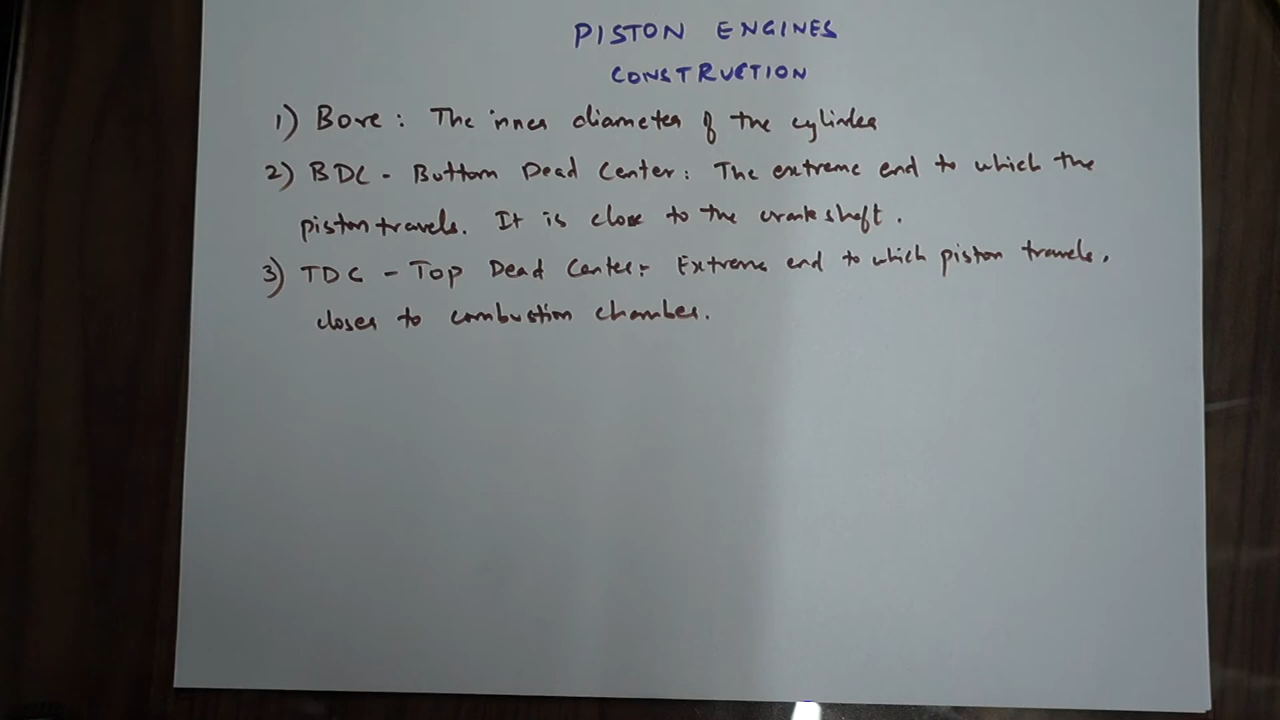 PISTON ENGINES
CONSTRUCTION
1) Bore : The inner diameter of the cylinder
2) BDC - Bottom Dead Center : The extreme end to which the
piston travels. It is close to the crankshaft.
3) TDC - Top Dead Center :- Extreme end to which piston travels,
closer to combustion chamber.